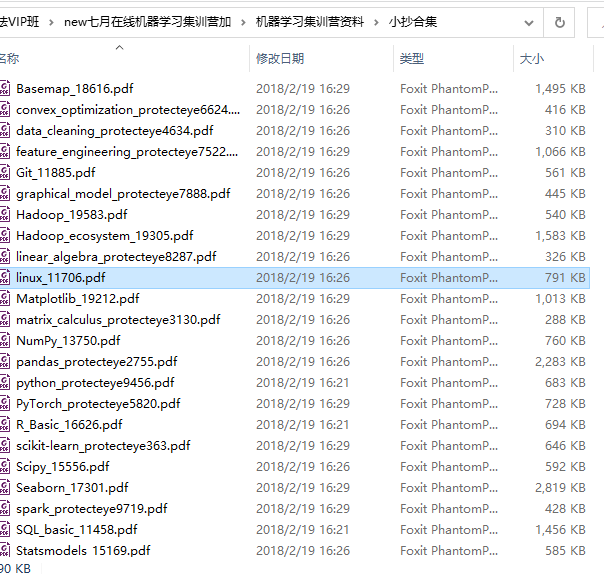 法VIP班 › new七月在线机器学习集训营加 › 机器学习集训营资料 › 小抄合集
名称 修改日期 类型 大小
Basemap_18616.pdf 2018/2/19 16:29 Foxit PhantomP... 1,495 KB
convex_optimization_protecteye6624.... 2018/2/19 16:26 Foxit PhantomP... 416 KB
data_cleaning_protecteye4634.pdf 2018/2/19 16:26 Foxit PhantomP... 310 KB
feature_engineering_protecteye7522.... 2018/2/19 16:29 Foxit PhantomP... 1,066 KB
Git_11885.pdf 2018/2/19 16:26 Foxit PhantomP... 561 KB
graphical_model_protecteye7888.pdf 2018/2/19 16:29 Foxit PhantomP... 445 KB
Hadoop_19583.pdf 2018/2/19 16:26 Foxit PhantomP... 540 KB
Hadoop_ecosystem_19305.pdf 2018/2/19 16:29 Foxit PhantomP... 1,583 KB
linear_algebra_protecteye8287.pdf 2018/2/19 16:26 Foxit PhantomP... 326 KB
linux_11706.pdf 2018/2/19 16:26 Foxit PhantomP... 791 KB
Matplotlib_19212.pdf 2018/2/19 16:29 Foxit PhantomP... 1,013 KB
matrix_calculus_protecteye3130.pdf 2018/2/19 16:26 Foxit PhantomP... 288 KB
NumPy_13750.pdf 2018/2/19 16:26 Foxit PhantomP... 760 KB
pandas_protecteye2755.pdf 2018/2/19 16:26 Foxit PhantomP... 2,283 KB
python_protecteye9456.pdf 2018/2/19 16:21 Foxit PhantomP... 683 KB
PyTorch_protecteye5820.pdf 2018/2/19 16:29 Foxit PhantomP... 728 KB
R_Basic_16626.pdf 2018/2/19 16:21 Foxit PhantomP... 694 KB
scikit-learn_protecteye363.pdf 2018/2/19 16:29 Foxit PhantomP... 646 KB
Scipy_15556.pdf 2018/2/19 16:26 Foxit PhantomP... 592 KB
Seaborn_17301.pdf 2018/2/19 16:29 Foxit PhantomP... 2,819 KB
spark_protecteye9719.pdf 2018/2/19 16:29 Foxit PhantomP... 428 KB
SQL_basic_11458.pdf 2018/2/19 16:21 Foxit PhantomP... 1,456 KB
Statsmodels 15169.pdf 2018/2/19 16:26 Foxit PhantomP... 585 KB
90 KB